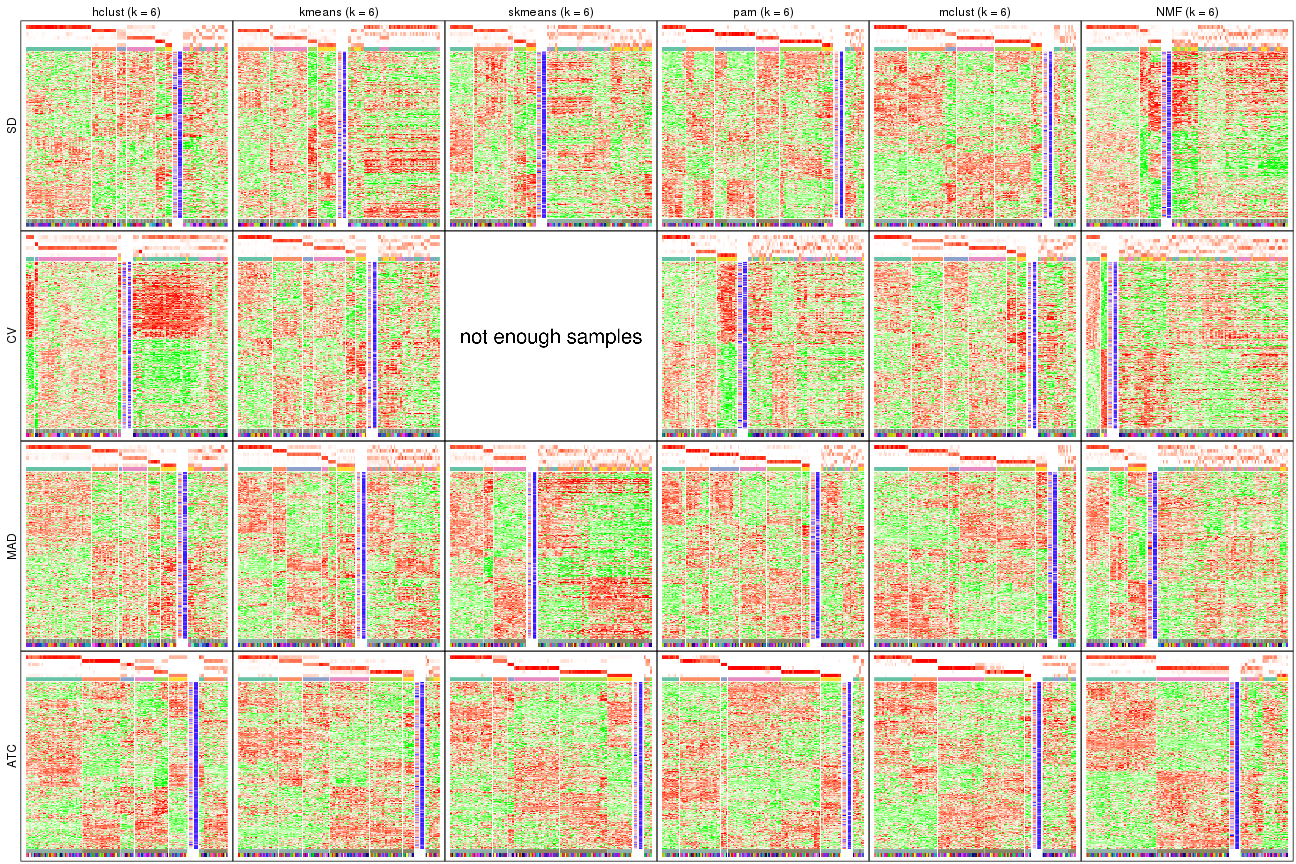 hclust (k = 6) kmeans (k = 6) skmeans (k = 6) pam (k = 6) mclust (k = 6) NMF (k = 6)
SD
CV
not enough samples
MAD
ATC